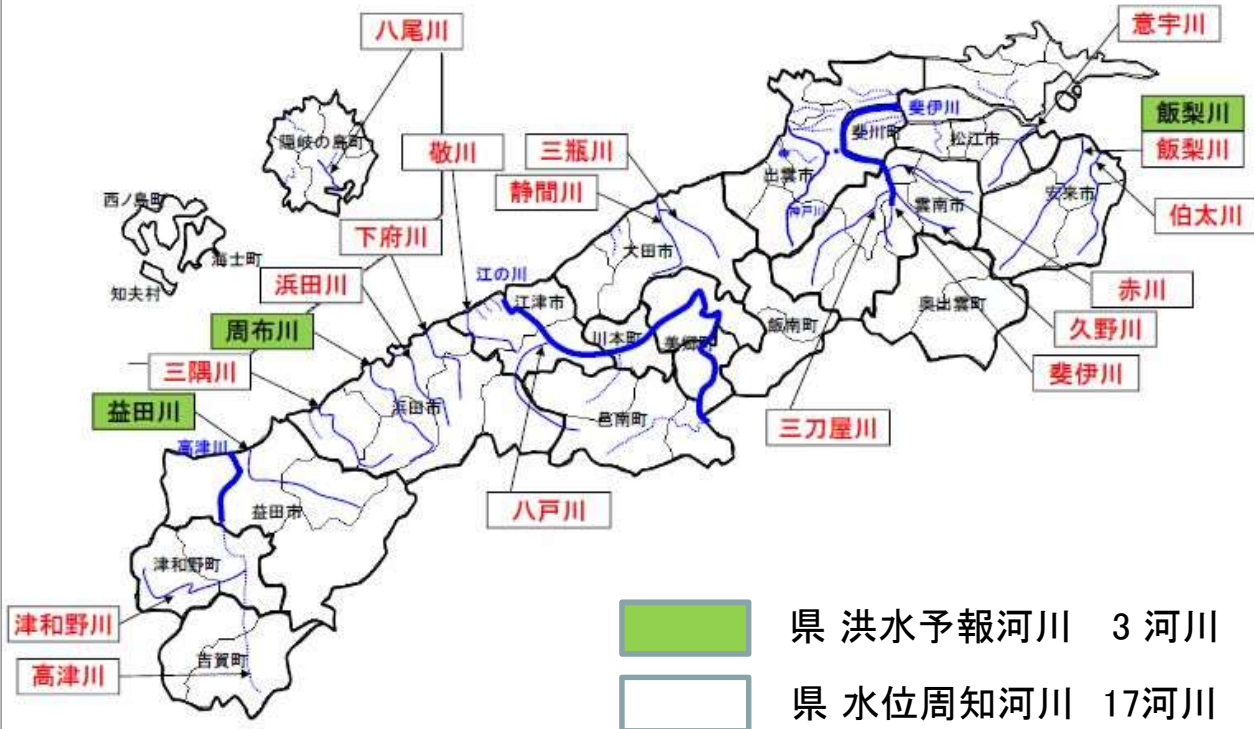 八尾川
意宇川
飯梨川
飯梨川
斐伊川
斐川町
松江市
隠岐の島町
敬川
三瓶川
静間川
出雲市
神戸川
雲南市
安来市
伯太川
西ノ島町
海士町
知夫村
下府川
大田市
赤川
浜田川
江の川
江津市
奥出雲町
久野川
周布川
川本町
美郷町
飯南町
三隅川
斐伊川
益田川
浜田市
邑南町
三刀屋川
高津川
八戸川
益田市
津和野町
津和野川
吉賀町
高津川
県 洪水予報河川 3 河川
県 水位周知河川 17河川